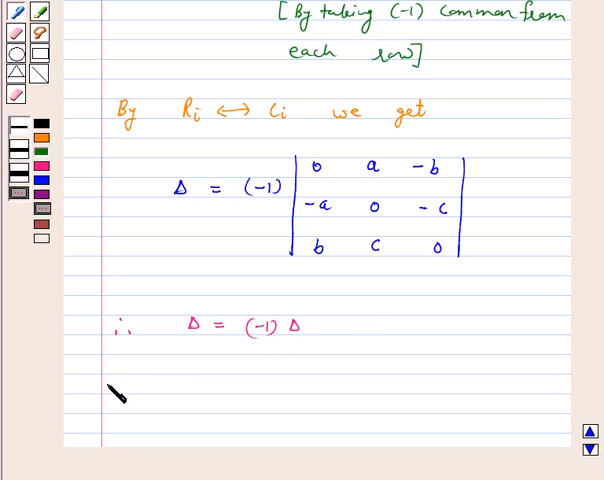 [By taking (-1) common from
each row]
By Ri ⟷ Ci we get
Δ = (-1) | 0 a -b |
| -a 0 -c |
| b c 0 |
∴ Δ = (-1) Δ